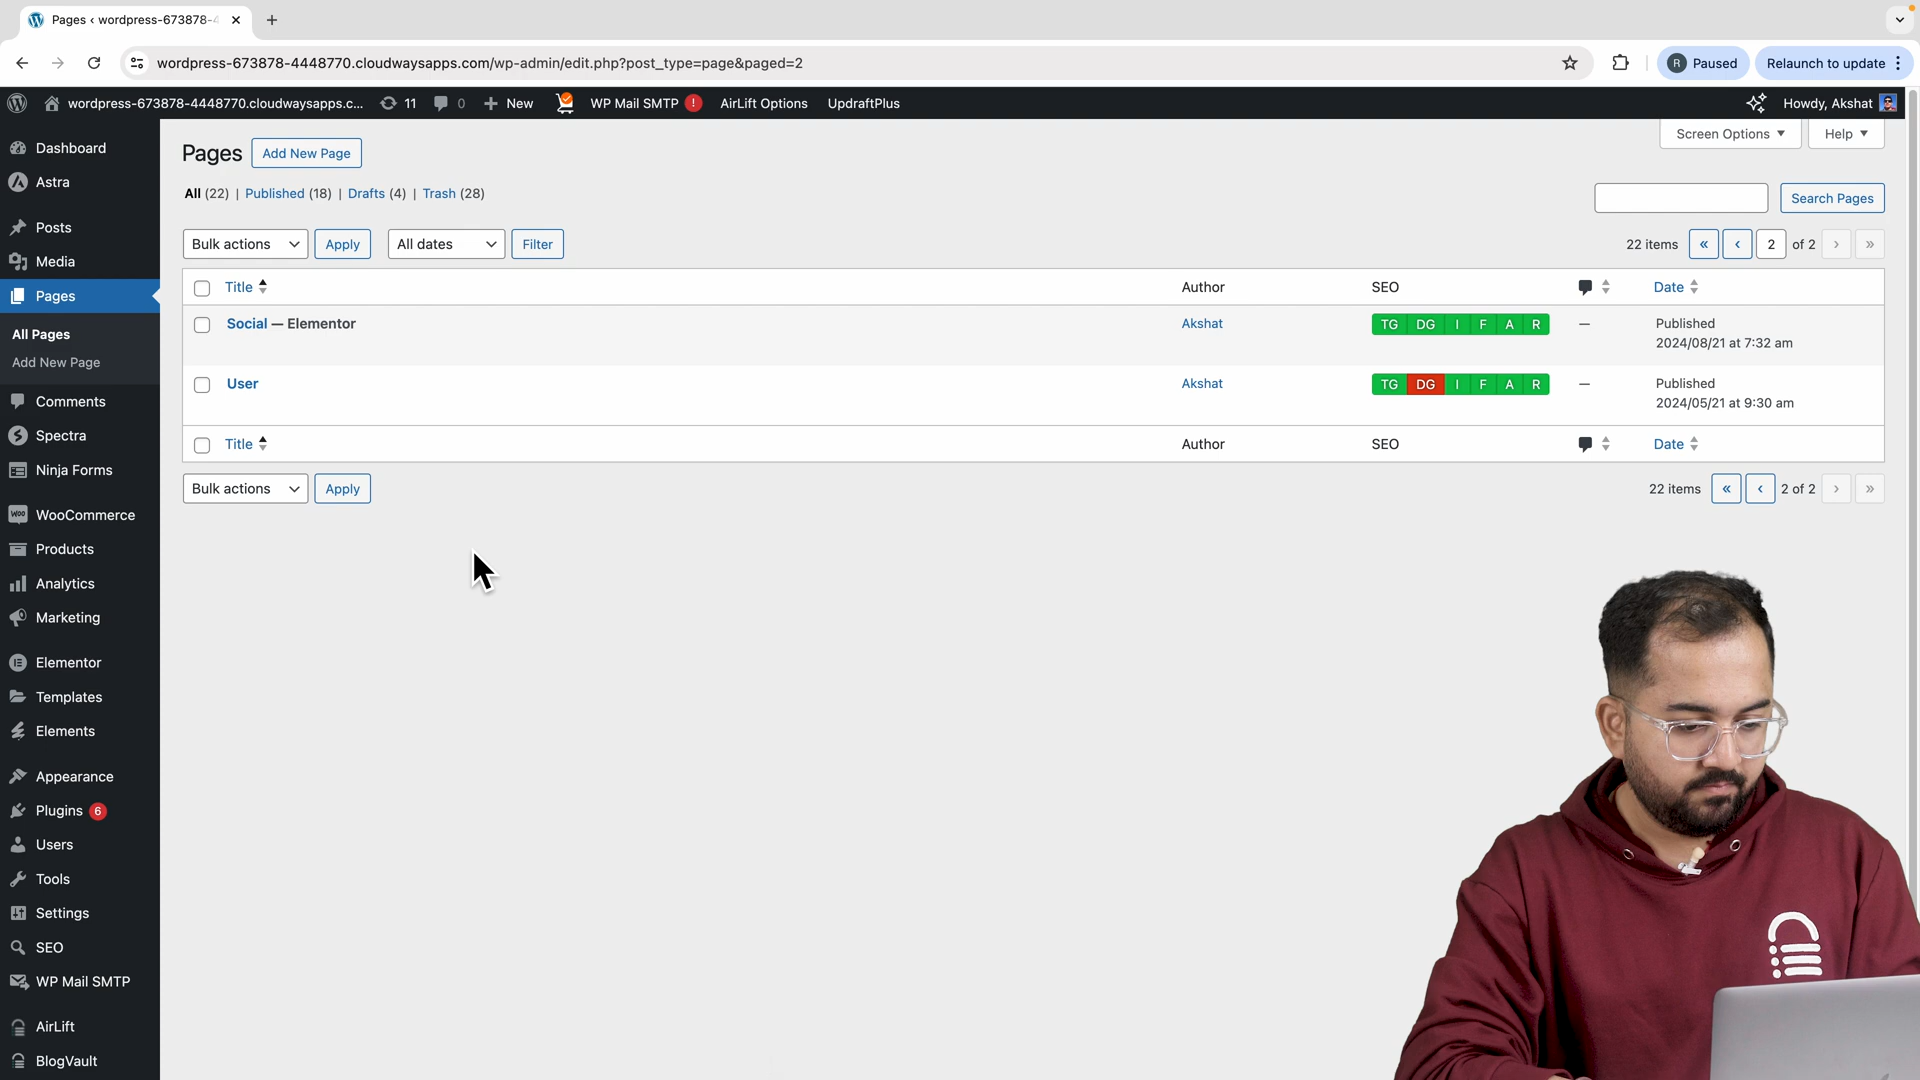 Pages ‹ wordpress-673878-4
wordpress-673878-4448770.cloudwaysapps.com/wp-admin/edit.php?post_type=page&paged=2
R Paused
Relaunch to update
wordpress-673878-4448770.cloudwaysapps.c... 11 0 New WP Mail SMTP ! AirLift Options UpdraftPlus
Howdy, Akshat
Dashboard
Astra
Posts
Media
Pages
All Pages
Add New Page
Comments
Spectra
Ninja Forms
Woo WooCommerce
Products
Analytics
Marketing
Elementor
Templates
Elements
Appearance
Plugins 6
Users
Tools
Settings
SEO
WP Mail SMTP
AirLift
BlogVault
Screen Options Help
Pages Add New Page
All (22) | Published (18) | Drafts (4) | Trash (28)
Search Pages
Bulk actions Apply All dates Filter
22 items « ‹ 2 of 2 › »
Title Author SEO Date
Social — Elementor Akshat TG DG I F A R — Published
2024/08/21 at 7:32 am
User Akshat TG DG I F A R — Published
2024/05/21 at 9:30 am
Title Author SEO Date
Bulk actions Apply
22 items « ‹ 2 of 2 › »